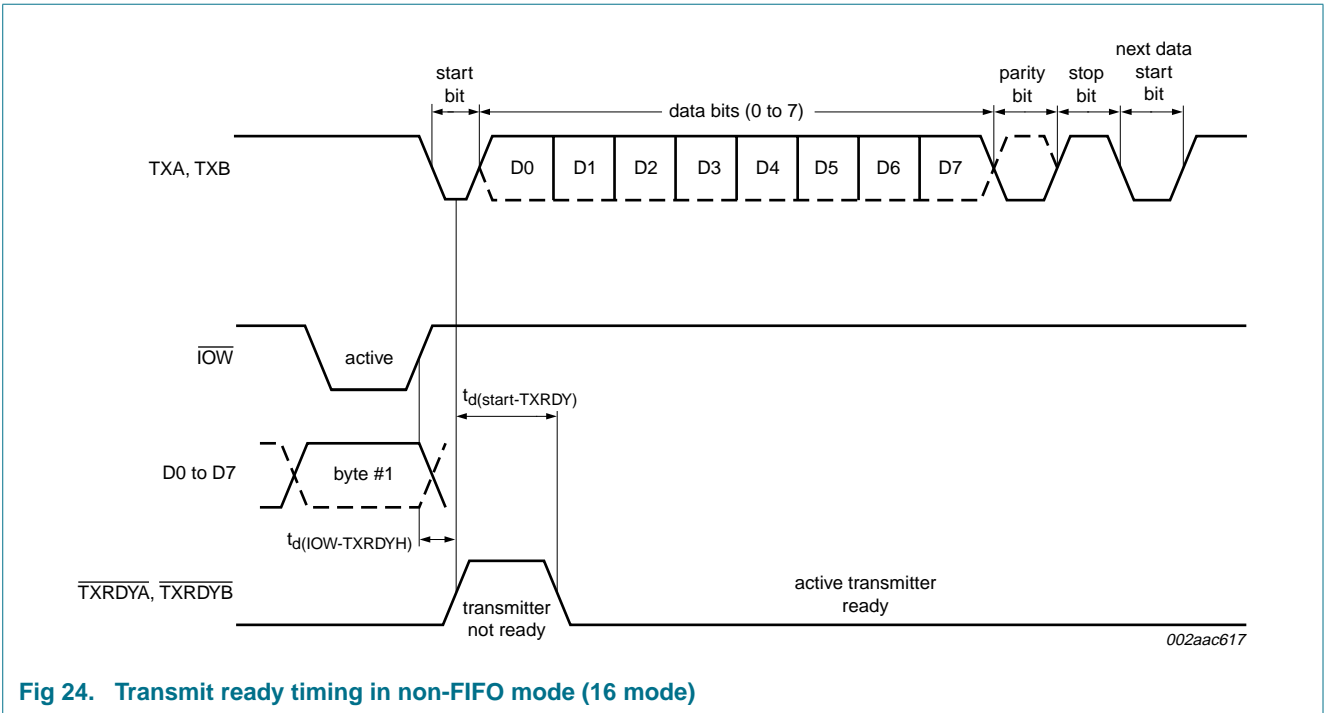 start
bit
data bits (0 to 7)
parity
bit
stop
bit
next data
start
bit
TXA, TXB
D0 D1 D2 D3 D4 D5 D6 D7
IOW
active
td(start-TXRDY)
D0 to D7
byte #1
td(IOW-TXRDYH)
TXRDYA, TXRDYB
transmitter
not ready
active transmitter
ready
002aac617
Fig 24. Transmit ready timing in non-FIFO mode (16 mode)